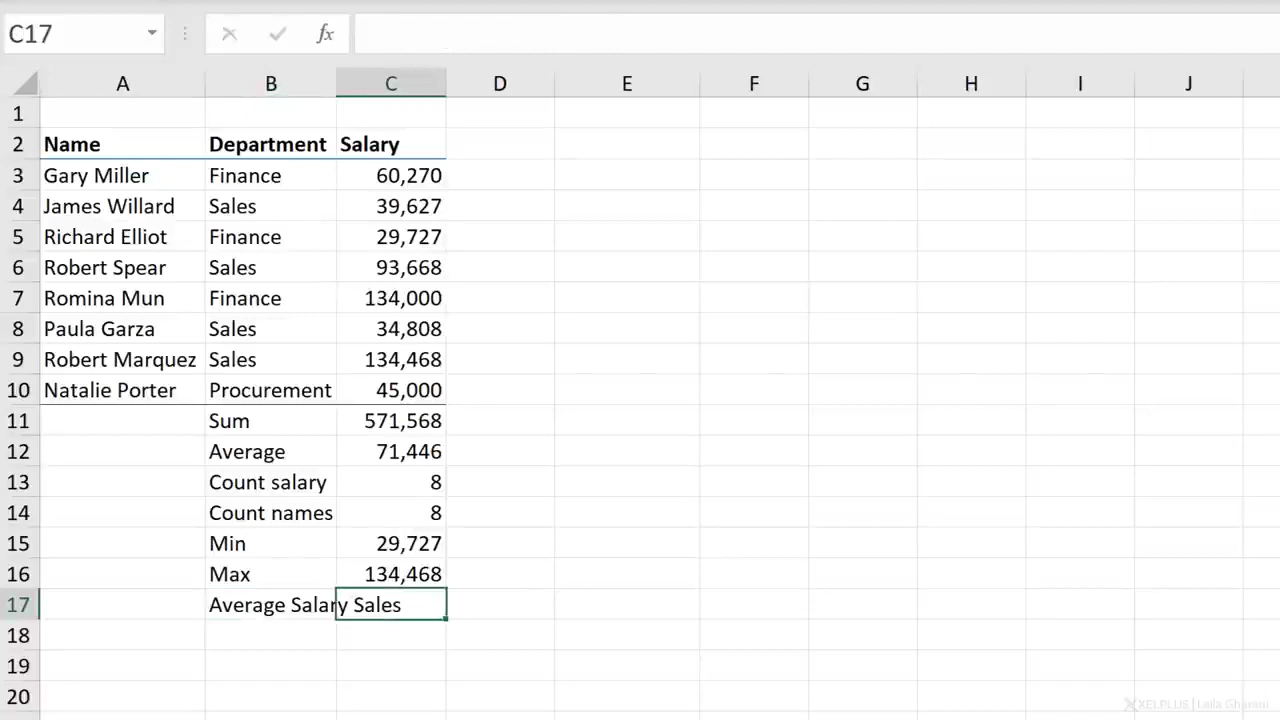 C17 fx
A B C D E F G H I J
1
2 Name Department Salary
3 Gary Miller Finance 60,270
4 James Willard Sales 39,627
5 Richard Elliot Finance 29,727
6 Robert Spear Sales 93,668
7 Romina Mun Finance 134,000
8 Paula Garza Sales 34,808
9 Robert Marquez Sales 134,468
10 Natalie Porter Procurement 45,000
11 Sum 571,568
12 Average 71,446
13 Count salary 8
14 Count names 8
15 Min 29,727
16 Max 134,468
17 Average Salary Sales
18
19
20
XELPLUS | Leila Gharani